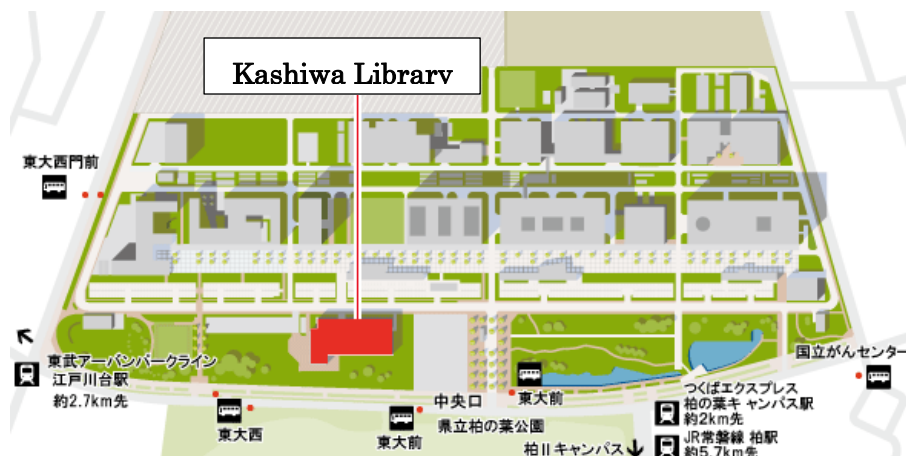 Kashiwa Library
東大西門前
東武アーバンパークライン
江戸川台駅
約2.7km先
東大西
東大前
中央口
県立柏の葉公園
東大前
国立がんセンター
つくばエクスプレス
柏の葉キャンパス駅
約2km先
JR常磐線 柏駅
約5.7km先
柏Ⅱキャンパス